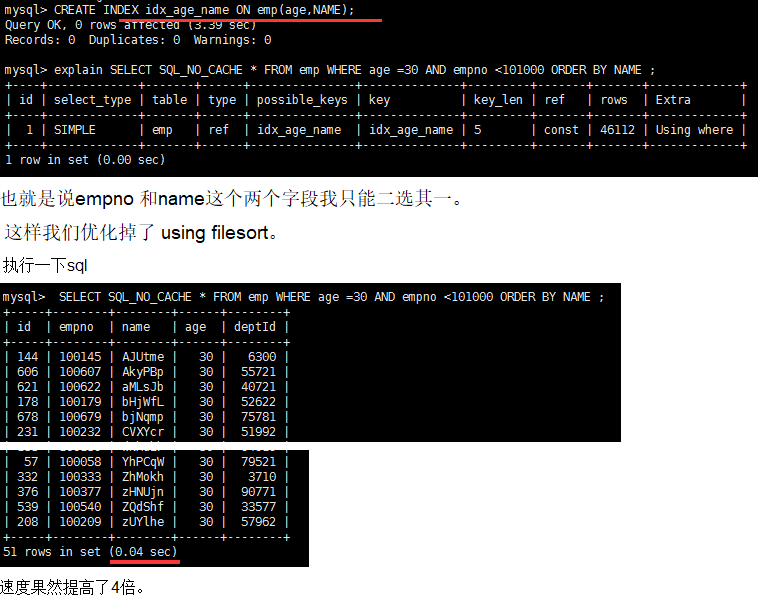 mysql> CREATE INDEX idx_age_name ON emp(age,NAME);
Query OK, 0 rows affected (3.39 sec)
Records: 0  Duplicates: 0  Warnings: 0
mysql> explain SELECT SQL_NO_CACHE * FROM emp WHERE age =30 AND empno <101000 ORDER BY NAME ;
+----+-------------+-------+------+---------------+--------------+---------+-------+-------+-------------+
| id | select_type | table | type | possible_keys | key          | key_len | ref   | rows  | Extra       |
+----+-------------+-------+------+---------------+--------------+---------+-------+-------+-------------+
|  1 | SIMPLE      | emp   | ref  | idx_age_name  | idx_age_name | 5       | const | 46112 | Using where |
+----+-------------+-------+------+---------------+--------------+---------+-------+-------+-------------+
1 row in set (0.00 sec)
也就是说empno 和name这个两个字段我只能二选其一。
这样我们优化掉了 using filesort。
执行一下sql
mysql>  SELECT SQL_NO_CACHE * FROM emp WHERE age =30 AND empno <101000 ORDER BY NAME ;
+-----+--------+--------+------+--------+
| id  | empno  | name   | age  | deptId |
+-----+--------+--------+------+--------+
| 144 | 100145 | AJUtme |   30 |   6300 |
| 606 | 100607 | AkyPBp |   30 |  55721 |
| 621 | 100622 | aMLsJb |   30 |  40721 |
| 178 | 100179 | bHjWfL |   30 |  52622 |
| 678 | 100679 | bjNqmp |   30 |  75781 |
| 231 | 100232 | CVXYcr |   30 |  51992 |
|  57 | 100058 | YhPCqW |   30 |  79521 |
| 332 | 100333 | ZhMokh |   30 |   3710 |
| 376 | 100377 | zHNUjn |   30 |  90771 |
| 539 | 100540 | ZQdShf |   30 |  33577 |
| 208 | 100209 | zUYlhe |   30 |  57962 |
+-----+--------+--------+------+--------+
51 rows in set (0.04 sec)
速度果然提高了4倍。